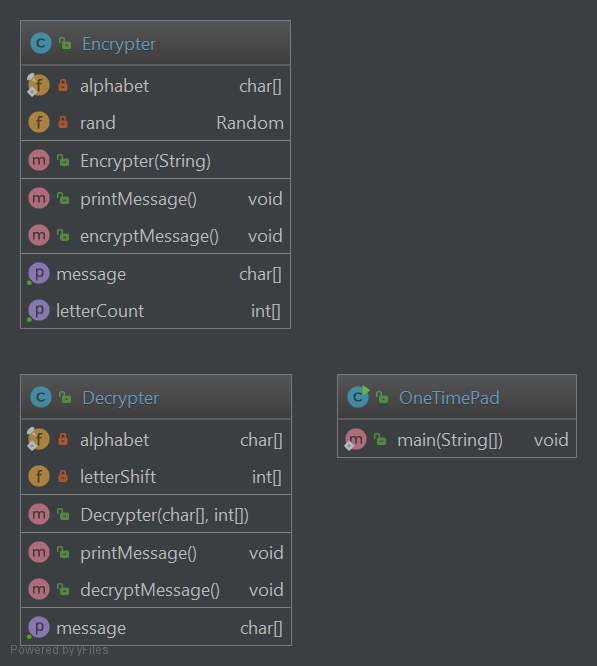 Encrypter
alphabet char[]
rand Random
Encrypter(String)
printMessage() void
encryptMessage() void
message char[]
letterCount int[]
Decrypter
alphabet char[]
letterShift int[]
Decrypter(char[], int[])
printMessage() void
decryptMessage() void
message char[]
OneTimePad
main(String[]) void
Powered by yFiles